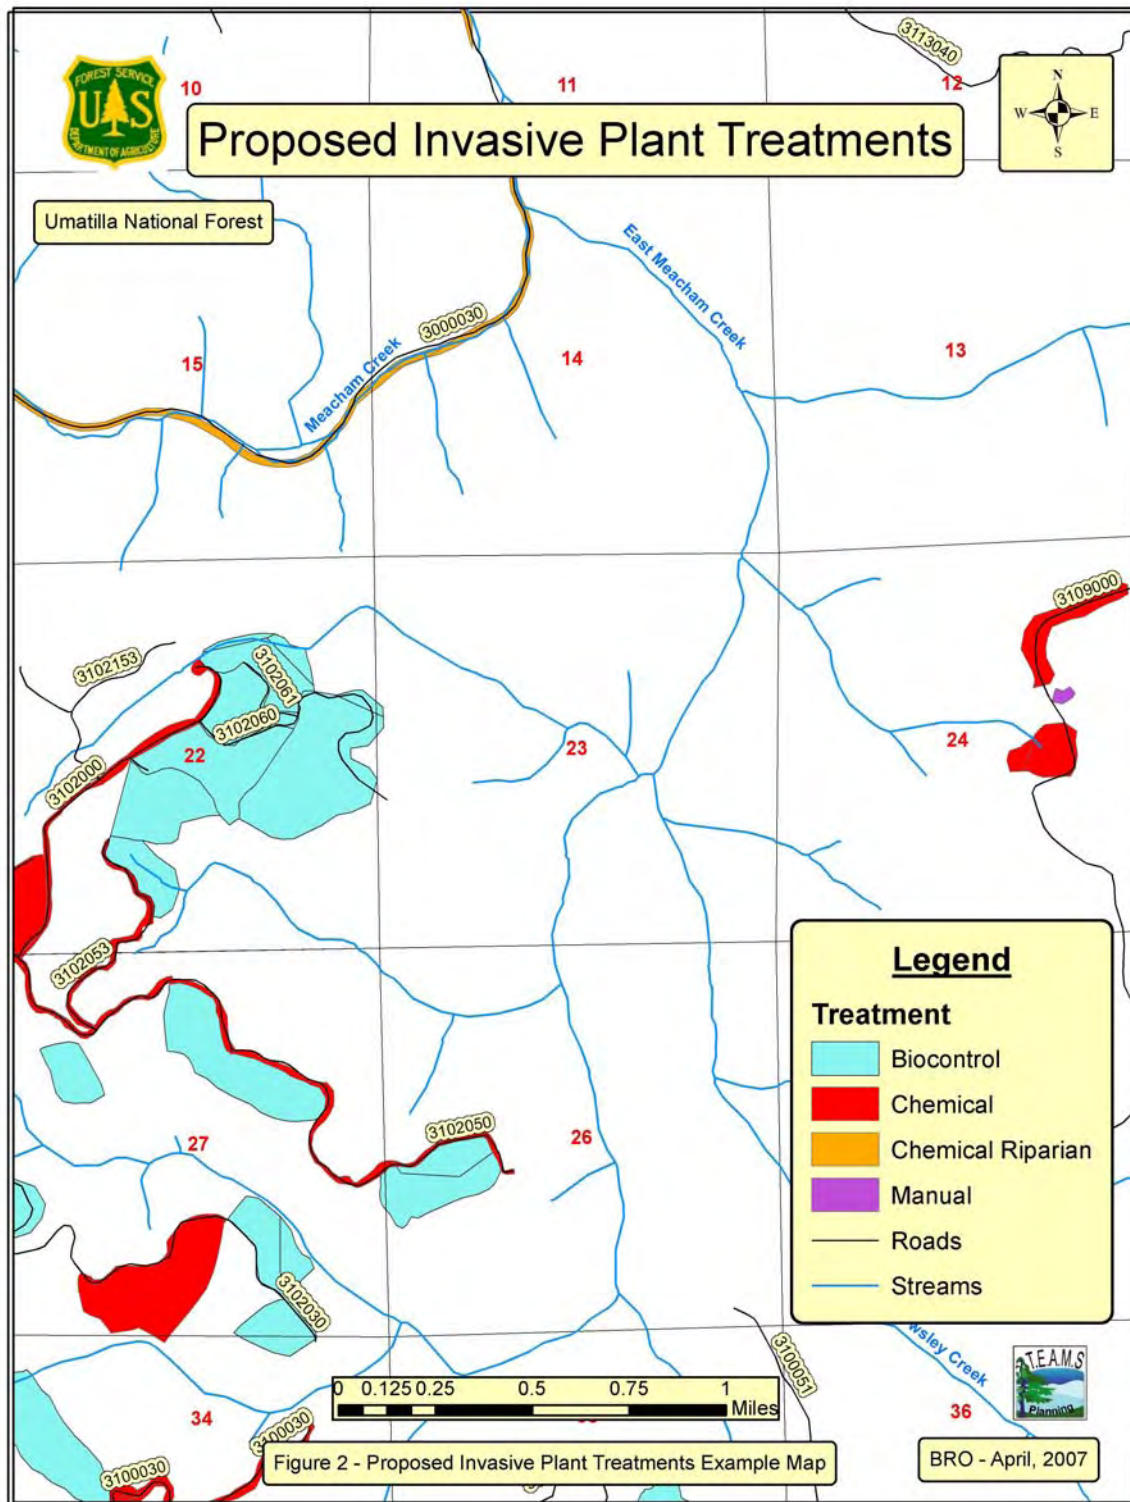 3113040
10
11
12
FOREST SERVICE
U S
DEPARTMENT OF AGRICULTURE
N
W E
S
Proposed Invasive Plant Treatments
Umatilla National Forest
East Meacham Creek
3000030
Meacham Creek
15
14
13
3109000
3102153
3102061
3102060
22
23
24
3102000
3102053
Legend
Treatment
Biocontrol
Chemical
Chemical Riparian
Manual
Roads
Streams
3102050
27
26
3102030
wsley Creek
3100051
T.E.A.M.S
Planning
0 0.125 0.25 0.5 0.75 1
Miles
34
36
3100030
3100030
Figure 2 - Proposed Invasive Plant Treatments Example Map
BRO - April, 2007